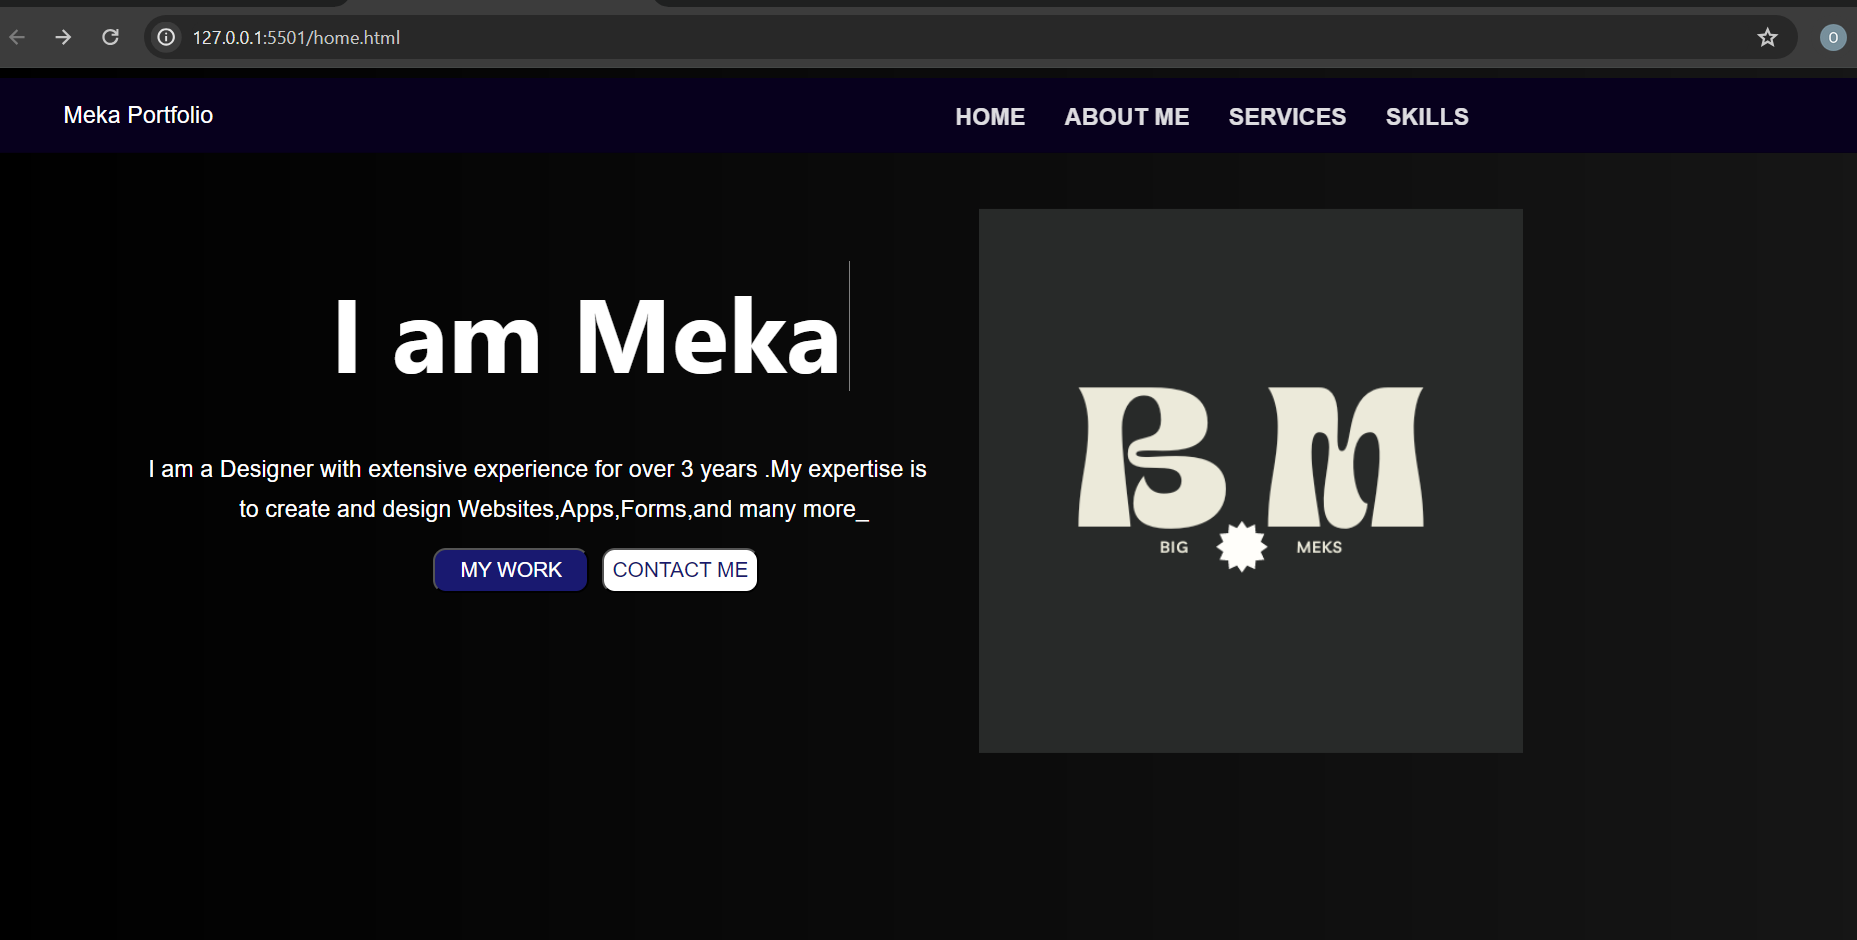 127.0.0.1:5501/home.html
O
Meka Portfolio
HOME ABOUT ME SERVICES SKILLS
I am Meka
I am a Designer with extensive experience for over 3 years .My expertise is
to create and design Websites,Apps,Forms,and many more_
MY WORK CONTACT ME
B M
BIG MEKS